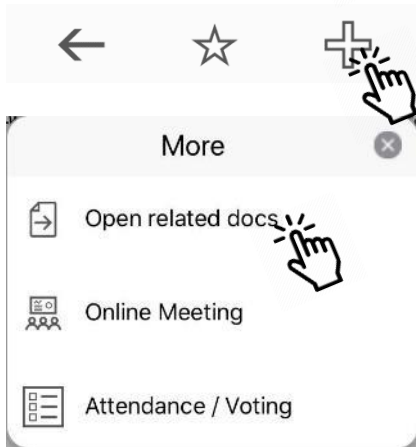 More
Open related docs
Online Meeting
Attendance / Voting